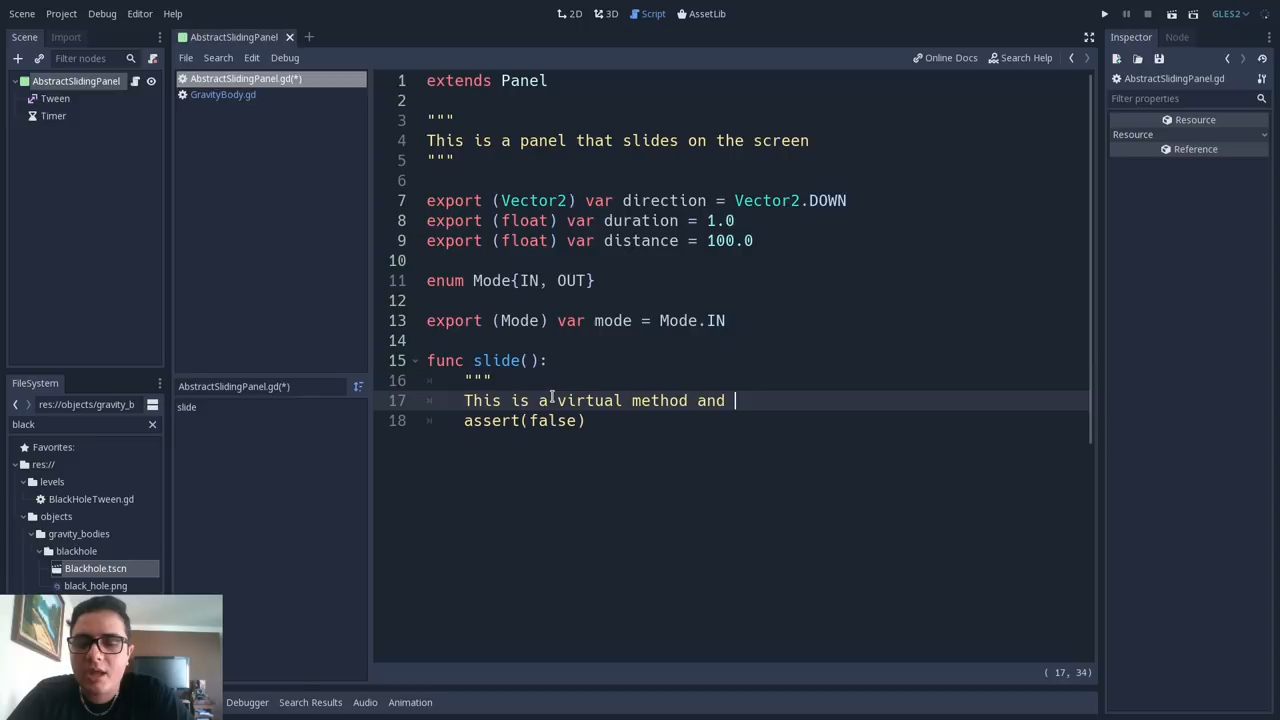 Scene Project Debug Editor Help
2D 3D Script AssetLib
GLES2
Scene Import
Filter nodes
AbstractSlidingPanel
Tween
Timer
FileSystem
res://objects/gravity_b
black
Favorites:
res://
levels
BlackHoleTween.gd
objects
gravity_bodies
blackhole
Blackhole.tscn
black_hole.png
AbstractSlidingPanel
File Search Edit Debug
Online Docs Search Help
AbstractSlidingPanel.gd(*)
GravityBody.gd
AbstractSlidingPanel.gd(*)
slide
1 extends Panel
2
3 """
4 This is a panel that slides on the screen
5 """
6
7 export (Vector2) var direction = Vector2.DOWN
8 export (float) var duration = 1.0
9 export (float) var distance = 100.0
10
11 enum Mode{IN, OUT}
12
13 export (Mode) var mode = Mode.IN
14
15 func slide():
16 """
17 This is a virtual method and
18 assert(false)
( 17, 34)
Debugger Search Results Audio Animation
Inspector Node
AbstractSlidingPanel.gd
Filter properties
Resource
Resource
Reference